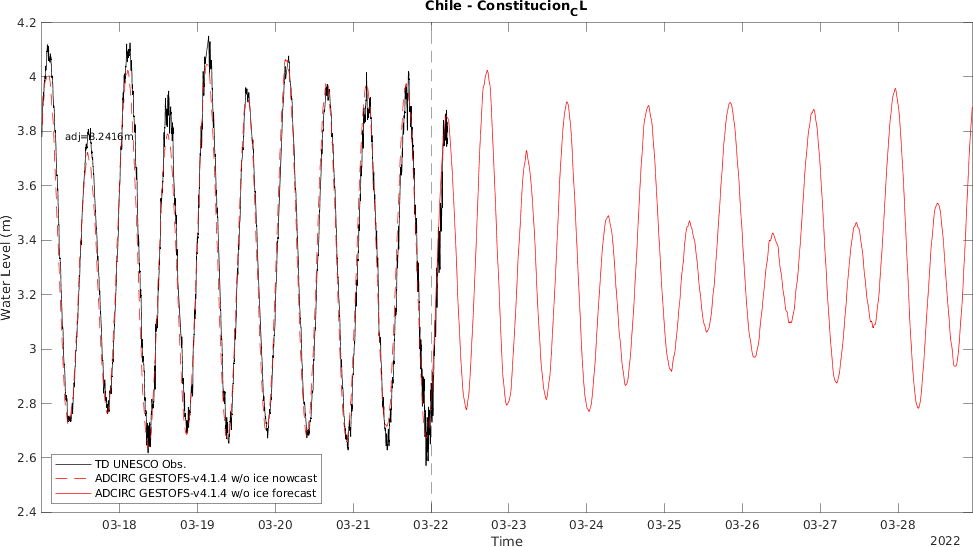 Chile - Constitucion_CL
4.2
4
3.8
3.6
3.4
3.2
3
2.8
2.6
2.4
Water Level (m)
adj=3.2416m
TD UNESCO Obs.
ADCIRC GESTOFS-v4.1.4 w/o ice nowcast
ADCIRC GESTOFS-v4.1.4 w/o ice forecast
03-18 03-19 03-20 03-21 03-22 03-23 03-24 03-25 03-26 03-27 03-28
Time
2022